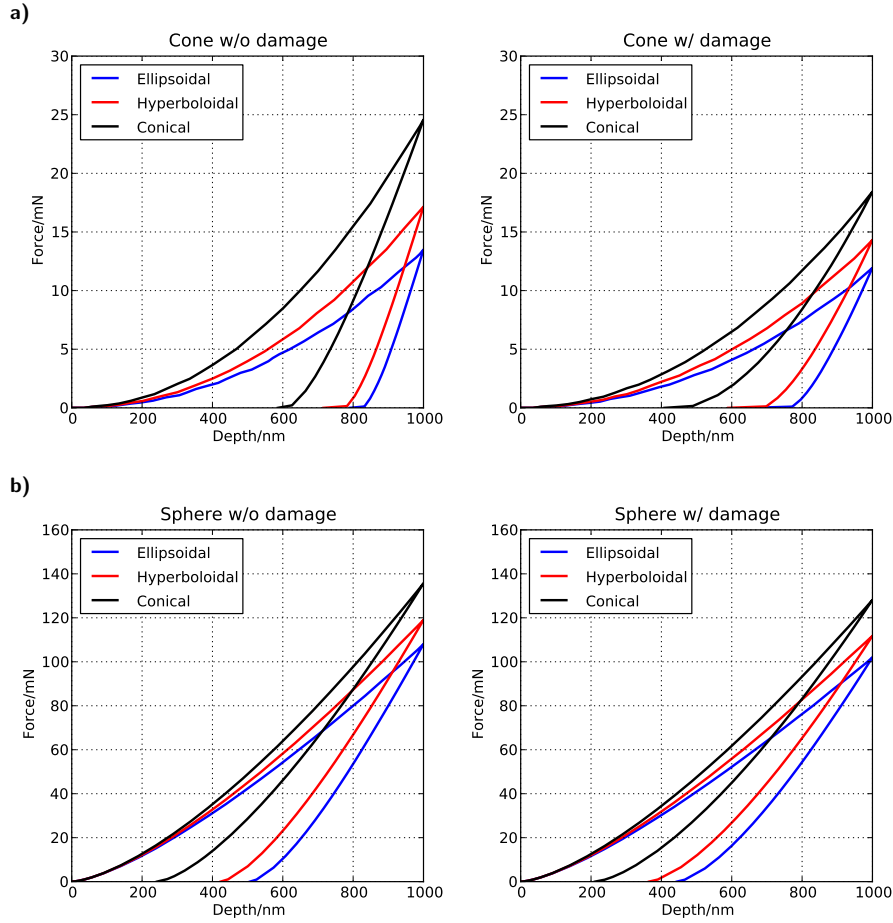 a)
Cone w/o damage
30
25
20
15
10
5
0
Force/mN
Ellipsoidal
Hyperboloidal
Conical
0 200 400 600 800 1000
Depth/nm
Cone w/ damage
30
25
20
15
10
5
0
Force/mN
Ellipsoidal
Hyperboloidal
Conical
0 200 400 600 800 1000
Depth/nm
b)
Sphere w/o damage
160
140
120
100
80
60
40
20
0
Force/mN
Ellipsoidal
Hyperboloidal
Conical
0 200 400 600 800 1000
Depth/nm
Sphere w/ damage
160
140
120
100
80
60
40
20
0
Force/mN
Ellipsoidal
Hyperboloidal
Conical
0 200 400 600 800 1000
Depth/nm